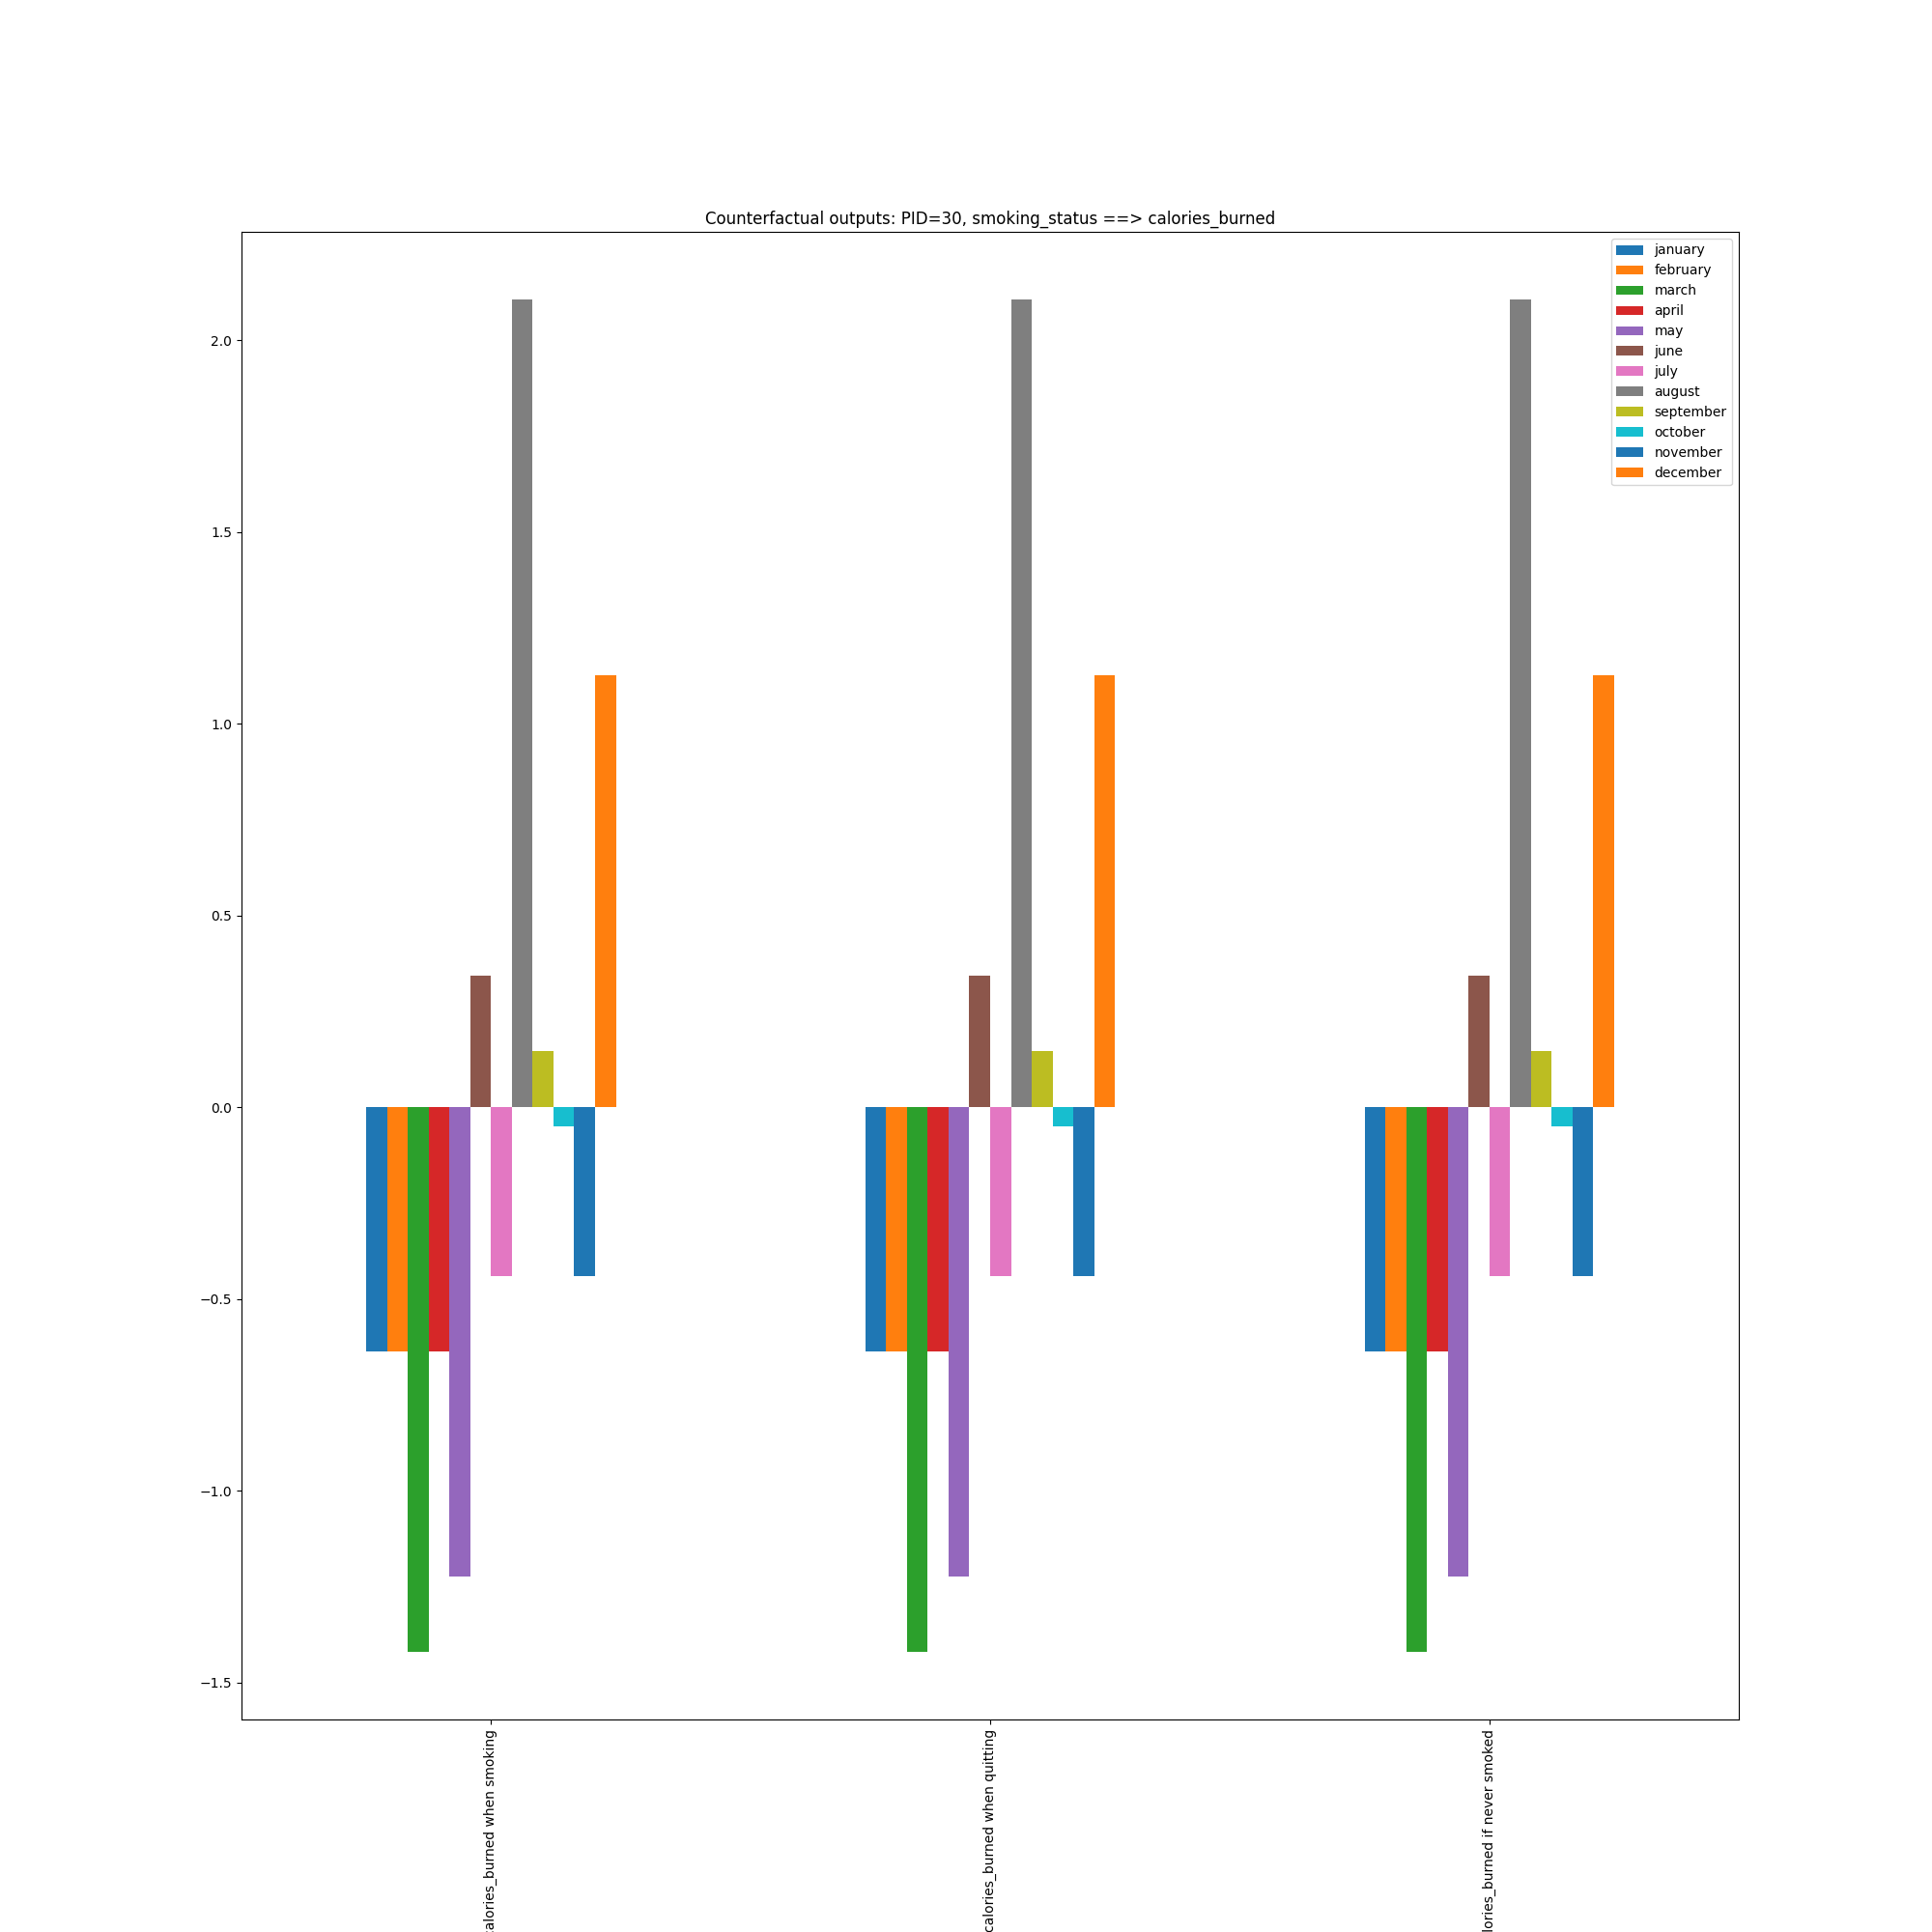 Counterfactual outputs: PID=30, smoking_status ==> calories_burned
january
february
march
april
may
june
july
august
september
october
november
december
2.0
1.5
1.0
0.5
0.0
−0.5
−1.0
−1.5
calories_burned when smoking
calories_burned when quitting
lories_burned if never smoked